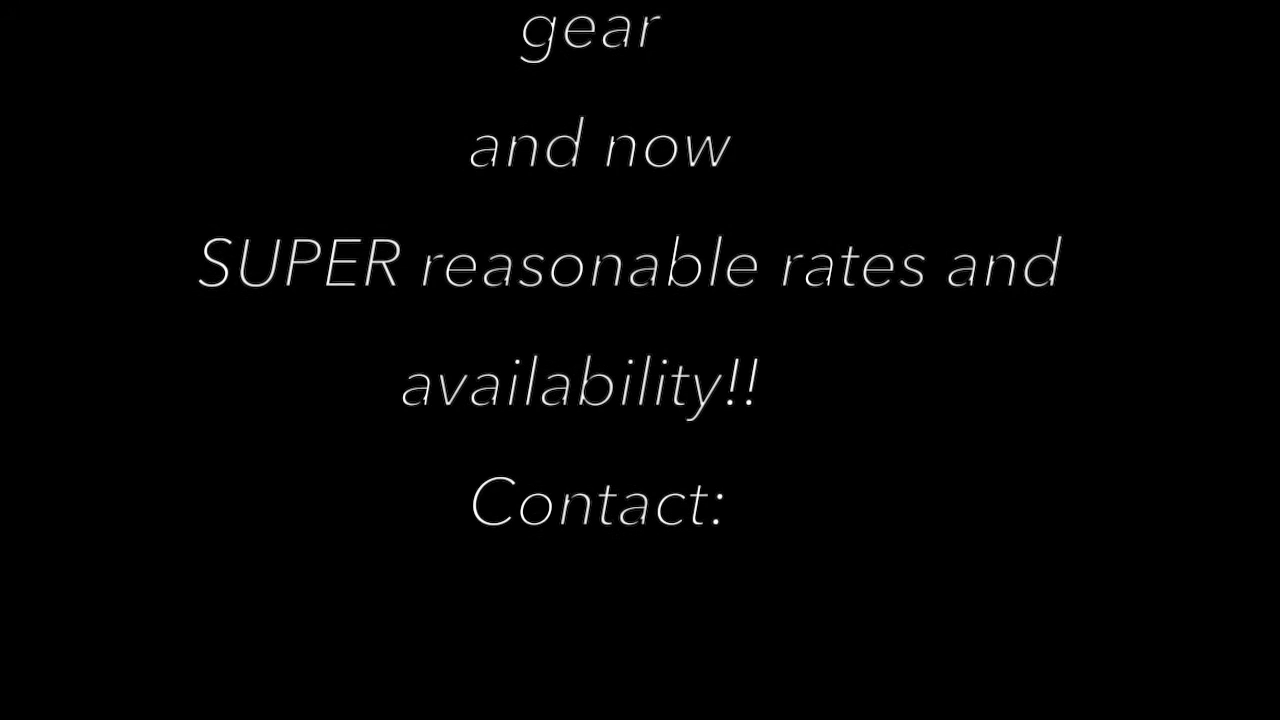 gear
and now
SUPER reasonable rates and
availability!!
Contact: